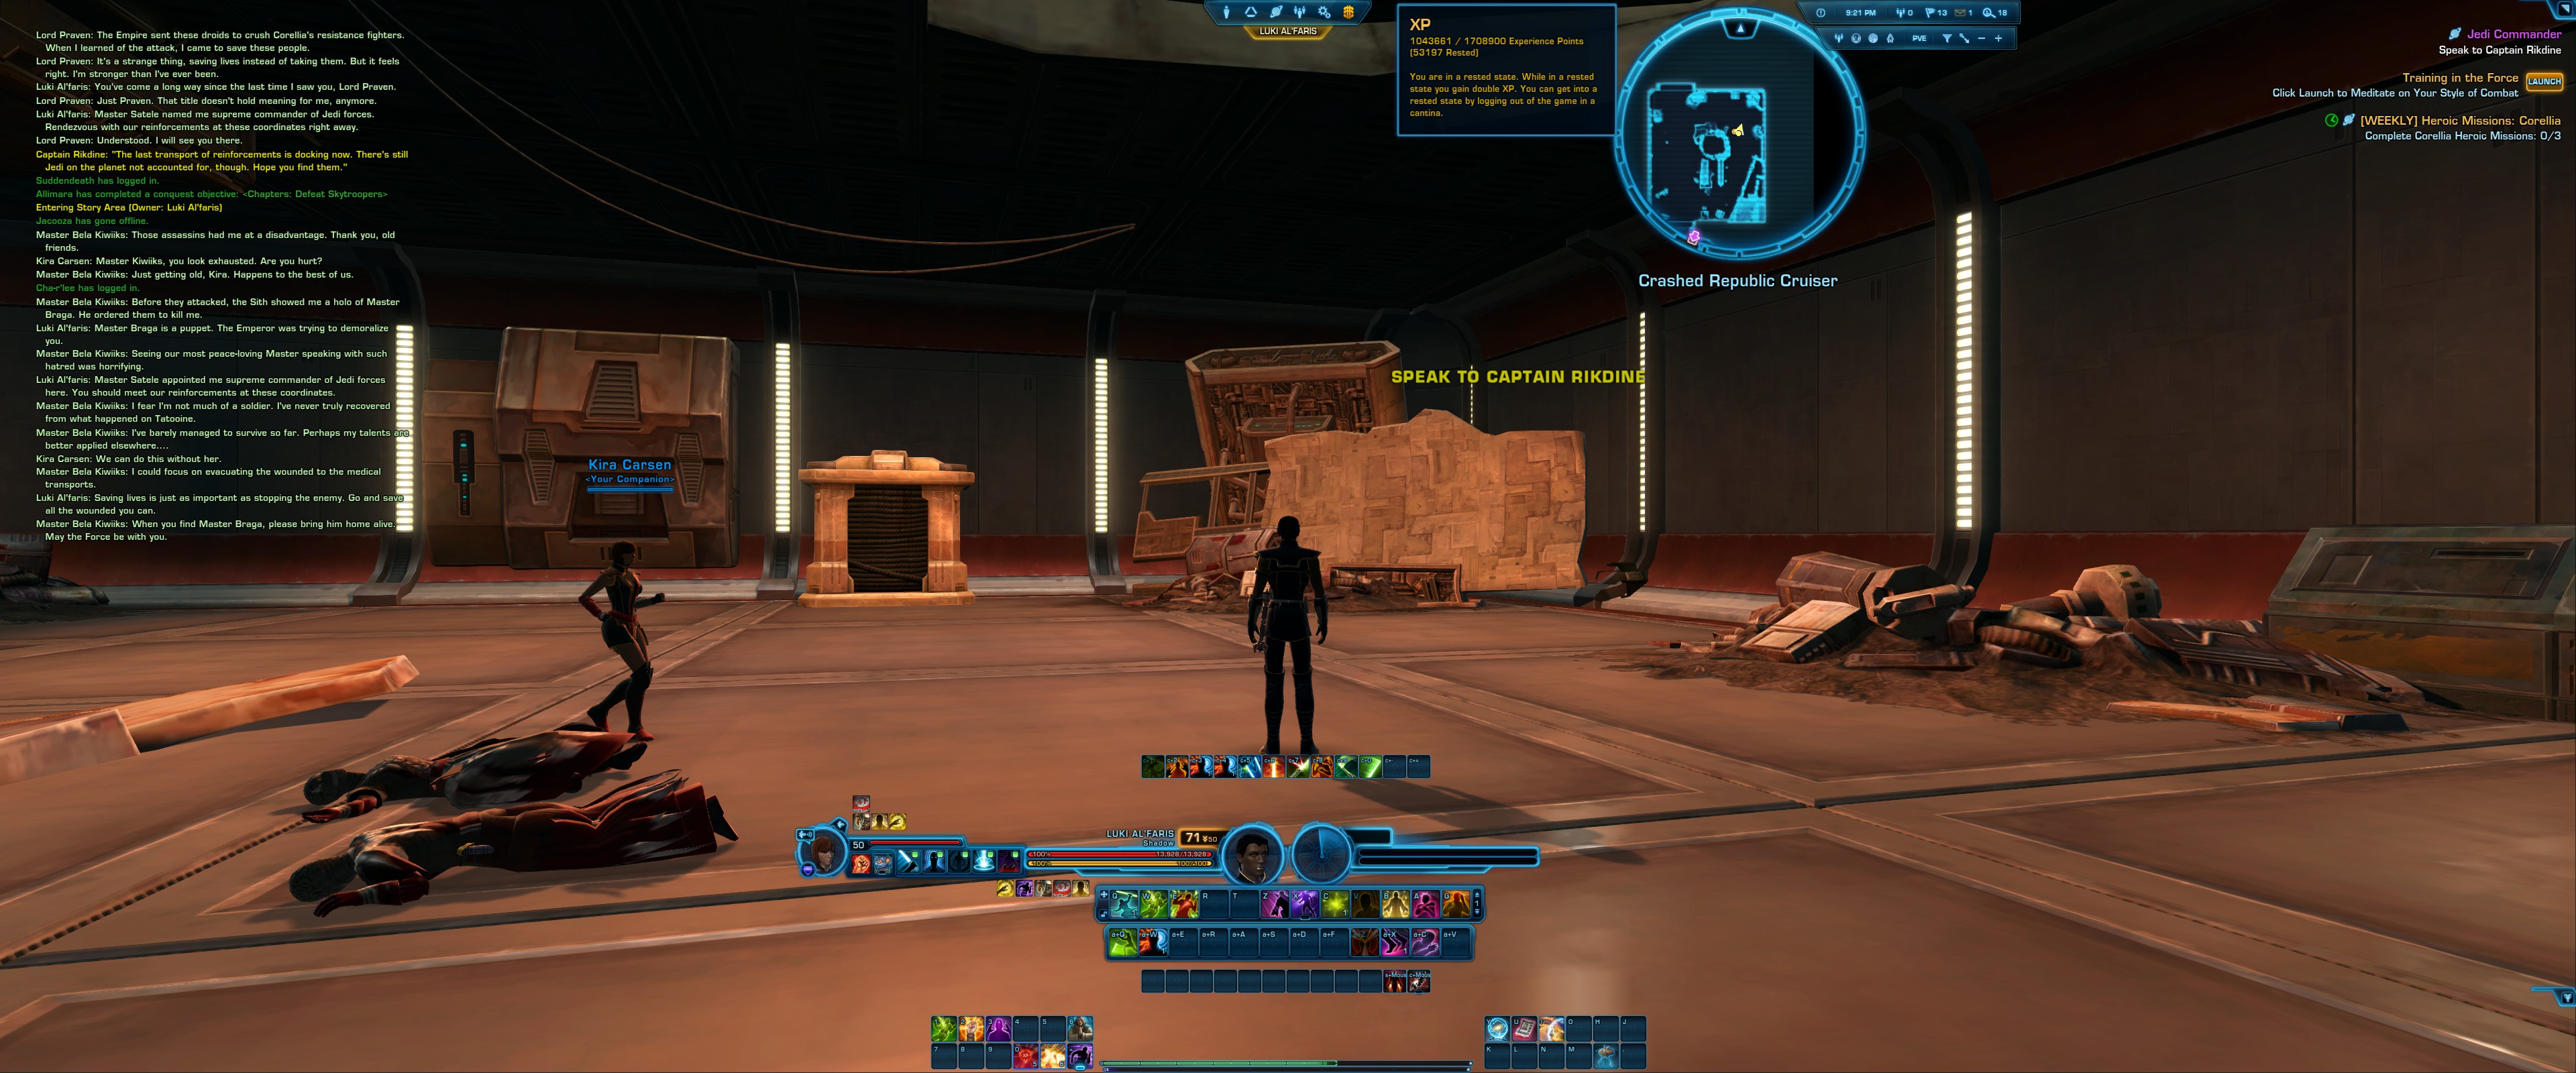 Lord Praven: The Empire sent these droids to crush Corellia's resistance fighters.
When I learned of the attack, I came to save these people.
Lord Praven: It's a strange thing, saving lives instead of taking them. But it feels
right. I'm stronger than I've ever been.
Luki Al'faris: You've come a long way since the last time I saw you, Lord Praven.
Lord Praven: Just Praven. That title doesn't hold meaning for me, anymore.
Luki Al'faris: Master Satele named me supreme commander of Jedi forces.
Rendezvous with our reinforcements at these coordinates right away.
Lord Praven: Understood. I will see you there.
Captain Rikdine: "The last transport of reinforcements is docking now. There's still
Jedi on the planet not accounted for, though. Hope you find them."
Suddendeath has logged in.
Allimara has completed a conquest objective: <Chapters: Defeat Skytroopers>
Entering Story Area (Owner: Luki Al'faris)
Jacooza has gone offline.
Master Bela Kiwiiks: Those assassins had me at a disadvantage. Thank you, old
friends.
Kira Carsen: Master Kiwiiks, you look exhausted. Are you hurt?
Master Bela Kiwiiks: Just getting old, Kira. Happens to the best of us.
Cha-r'lee has logged in.
Master Bela Kiwiiks: Before they attacked, the Sith showed me a holo of Master
Braga. He ordered them to kill me.
Luki Al'faris: Master Braga is a puppet. The Emperor was trying to demoralize
you.
Master Bela Kiwiiks: Seeing our most peace-loving Master speaking with such
hatred was horrifying.
Luki Al'faris: Master Satele appointed me supreme commander of Jedi forces
here. You should meet our reinforcements at these coordinates.
Master Bela Kiwiiks: I fear I'm not much of a soldier. I've never truly recovered
from what happened on Tatooine.
Master Bela Kiwiiks: I've barely managed to survive so far. Perhaps my talents are
better applied elsewhere....
Kira Carsen: We can do this without her.
Master Bela Kiwiiks: I could focus on evacuating the wounded to the medical
transports.
Luki Al'faris: Saving lives is just as important as stopping the enemy. Go and save
all the wounded you can.
Master Bela Kiwiiks: When you find Master Braga, please bring him home alive.
May the Force be with you.
LUKI AL'FARIS
XP
1043661 / 1708900 Experience Points
(53197 Rested)
You are in a rested state. While in a rested
state you gain double XP. You can get into a
rested state by logging out of the game in a
cantina.
9:21 PM 0 13 1 18
PVE
Crashed Republic Cruiser
Jedi Commander
Speak to Captain Rikdine
Training in the Force
LAUNCH
Click Launch to Meditate on Your Style of Combat
[WEEKLY] Heroic Missions: Corellia
Complete Corellia Heroic Missions: 0/3
SPEAK TO CAPTAIN RIKDINE
Kira Carsen
<Your Companion>
LUKI AL'FARIS
Shadow
71 50
50
100% 13,928/13,928
100% 100/100
R T Z C
a+Q a+W a+E a+R a+A a+S a+D a+F a+X a+C a+V
4 5
7 8 9
U O H J
K L N M